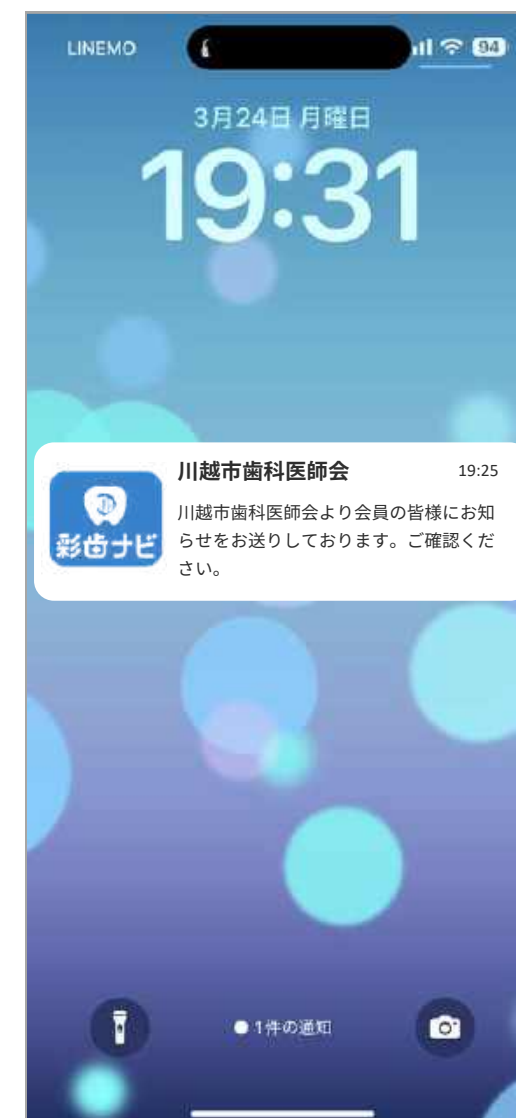 LINEMO
94
3月24日 月曜日
19:31
川越市歯科医師会
19:25
川越市歯科医師会より会員の皆様にお知
らせをお送りしております。ご確認くだ
さい。
彩歯ナビ
1件の通知